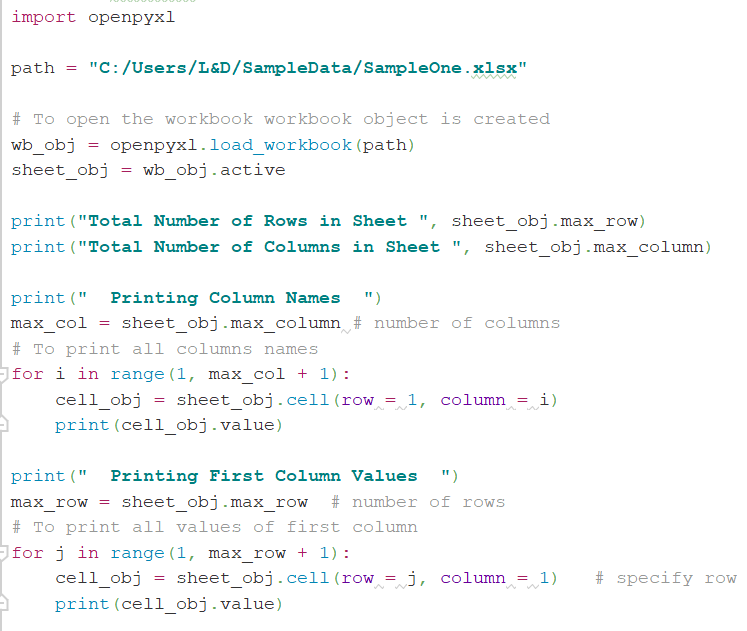 import openpyxl
path = "C:/Users/L&D/SampleData/SampleOne.xlsx"
# To open the workbook workbook object is created
wb_obj = openpyxl.load_workbook(path)
sheet_obj = wb_obj.active
print("Total Number of Rows in Sheet ", sheet_obj.max_row)
print("Total Number of Columns in Sheet ", sheet_obj.max_column)
print("  Printing Column Names  ")
max_col = sheet_obj.max_column # number of columns
# To print all columns names
for i in range(1, max_col + 1):
    cell_obj = sheet_obj.cell(row = 1, column = i)
    print(cell_obj.value)
print("  Printing First Column Values  ")
max_row = sheet_obj.max_row  # number of rows
# To print all values of first column
for j in range(1, max_row + 1):
    cell_obj = sheet_obj.cell(row = j, column = 1)   # specify row
    print(cell_obj.value)